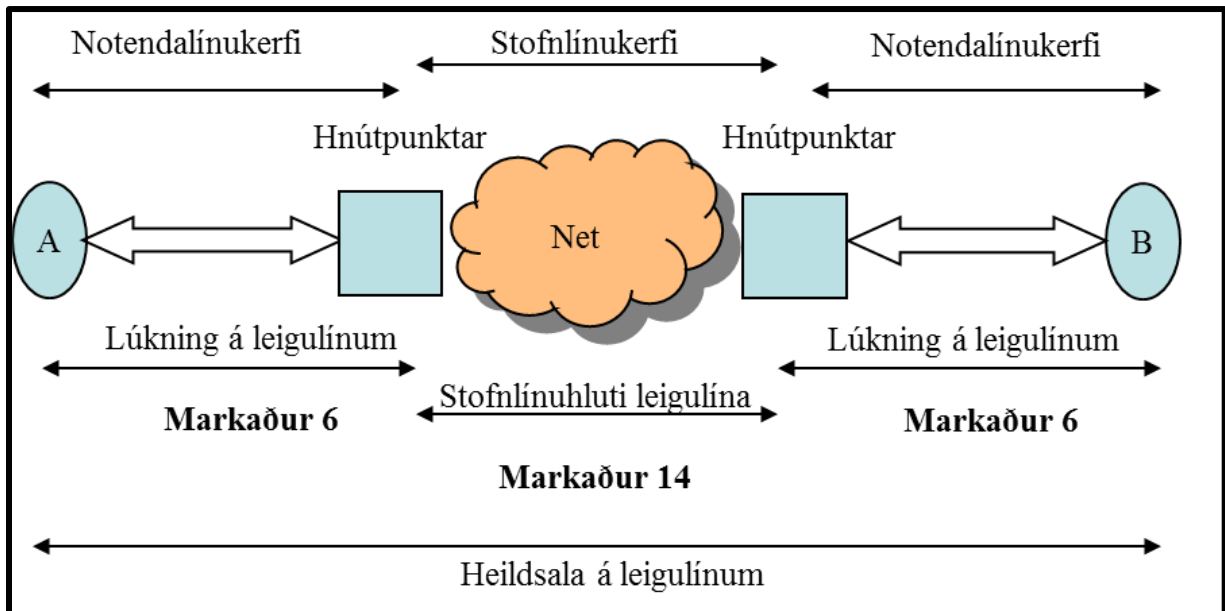 Notendalínukerfi
Stofnlínukerfi
Notendalínukerfi
Hnútpunktar
Hnútpunktar
A
Net
B
Lúkning á leigulínum
Lúkning á leigulínum
Stofnlínuhluti leigulína
Markaður 6
Markaður 6
Markaður 14
Heildsala á leigulínum